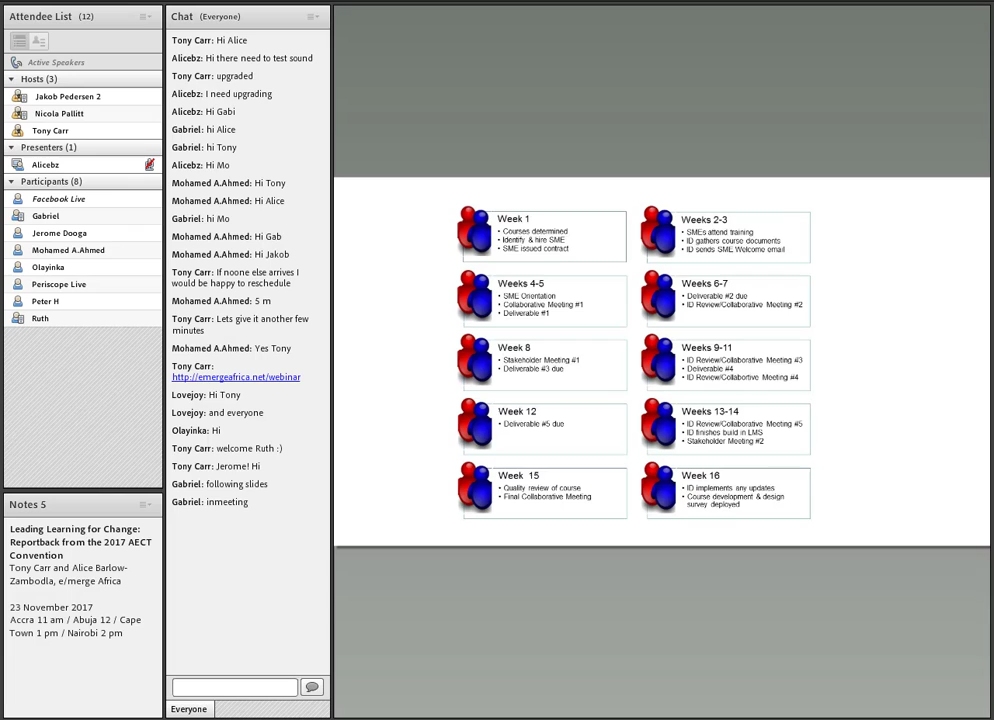 Attendee List (12)
Active Speakers
Hosts (3)
Jakob Pedersen 2
Nicola Pallitt
Tony Carr
Presenters (1)
Alicebz
Participants (8)
Facebook Live
Gabriel
Jerome Dooga
Mohamed A.Ahmed
Olayinka
Periscope Live
Peter H
Ruth
Notes 5
Leading Learning for Change:
Reportback from the 2017 AECT
Convention
Tony Carr and Alice Barlow-
Zambodla, e/merge Africa
23 November 2017
Accra 11 am / Abuja 12 / Cape
Town 1 pm / Nairobi 2 pm
Chat (Everyone)
Tony Carr: Hi Alice
Alicebz: Hi there need to test sound
Tony Carr: upgraded
Alicebz: I need upgrading
Alicebz: Hi Gabi
Gabriel: hi Alice
Gabriel: hi Tony
Alicebz: Hi Mo
Mohamed A.Ahmed: Hi Tony
Mohamed A.Ahmed: Hi Alice
Gabriel: hi Mo
Mohamed A.Ahmed: Hi Gab
Mohamed A.Ahmed: Hi Jakob
Tony Carr: If noone else arrives I
would be happy to reschedule
Mohamed A.Ahmed: 5 m
Tony Carr: Lets give it another few
minutes
Mohamed A.Ahmed: Yes Tony
Tony Carr:
http://emergeafrica.net/webinar
Lovejoy: Hi Tony
Lovejoy: and everyone
Olayinka: Hi
Tony Carr: welcome Ruth :)
Tony Carr: Jerome! Hi
Gabriel: following slides
Gabriel: inmeeting
Everyone
Week 1
• Courses determined
• Identify & hire SME
• SME issued contract
Weeks 2-3
• SMEs attend training
• ID gathers course documents
• ID sends SME Welcome email
Weeks 4-5
• SME Orientation
• Collaborative Meeting #1
• Deliverable #1
Weeks 6-7
• Deliverable #2 due
• ID Review/Collaborative Meeting #2
Week 8
• Stakeholder Meeting #1
• Deliverable #3 due
Weeks 9-11
• ID Review/Collaborative Meeting #3
• Deliverable #4
• ID Review/Collabortive Meeting #4
Week 12
• Deliverable #5 due
Weeks 13-14
• ID Review/Collaborative Meeting #5
• ID finishes build in LMS
• Stakeholder Meeting #2
Week 15
• Quality review of course
• Final Collaborative Meeting
Week 16
• ID implements any updates
• Course development & design
survey deployed